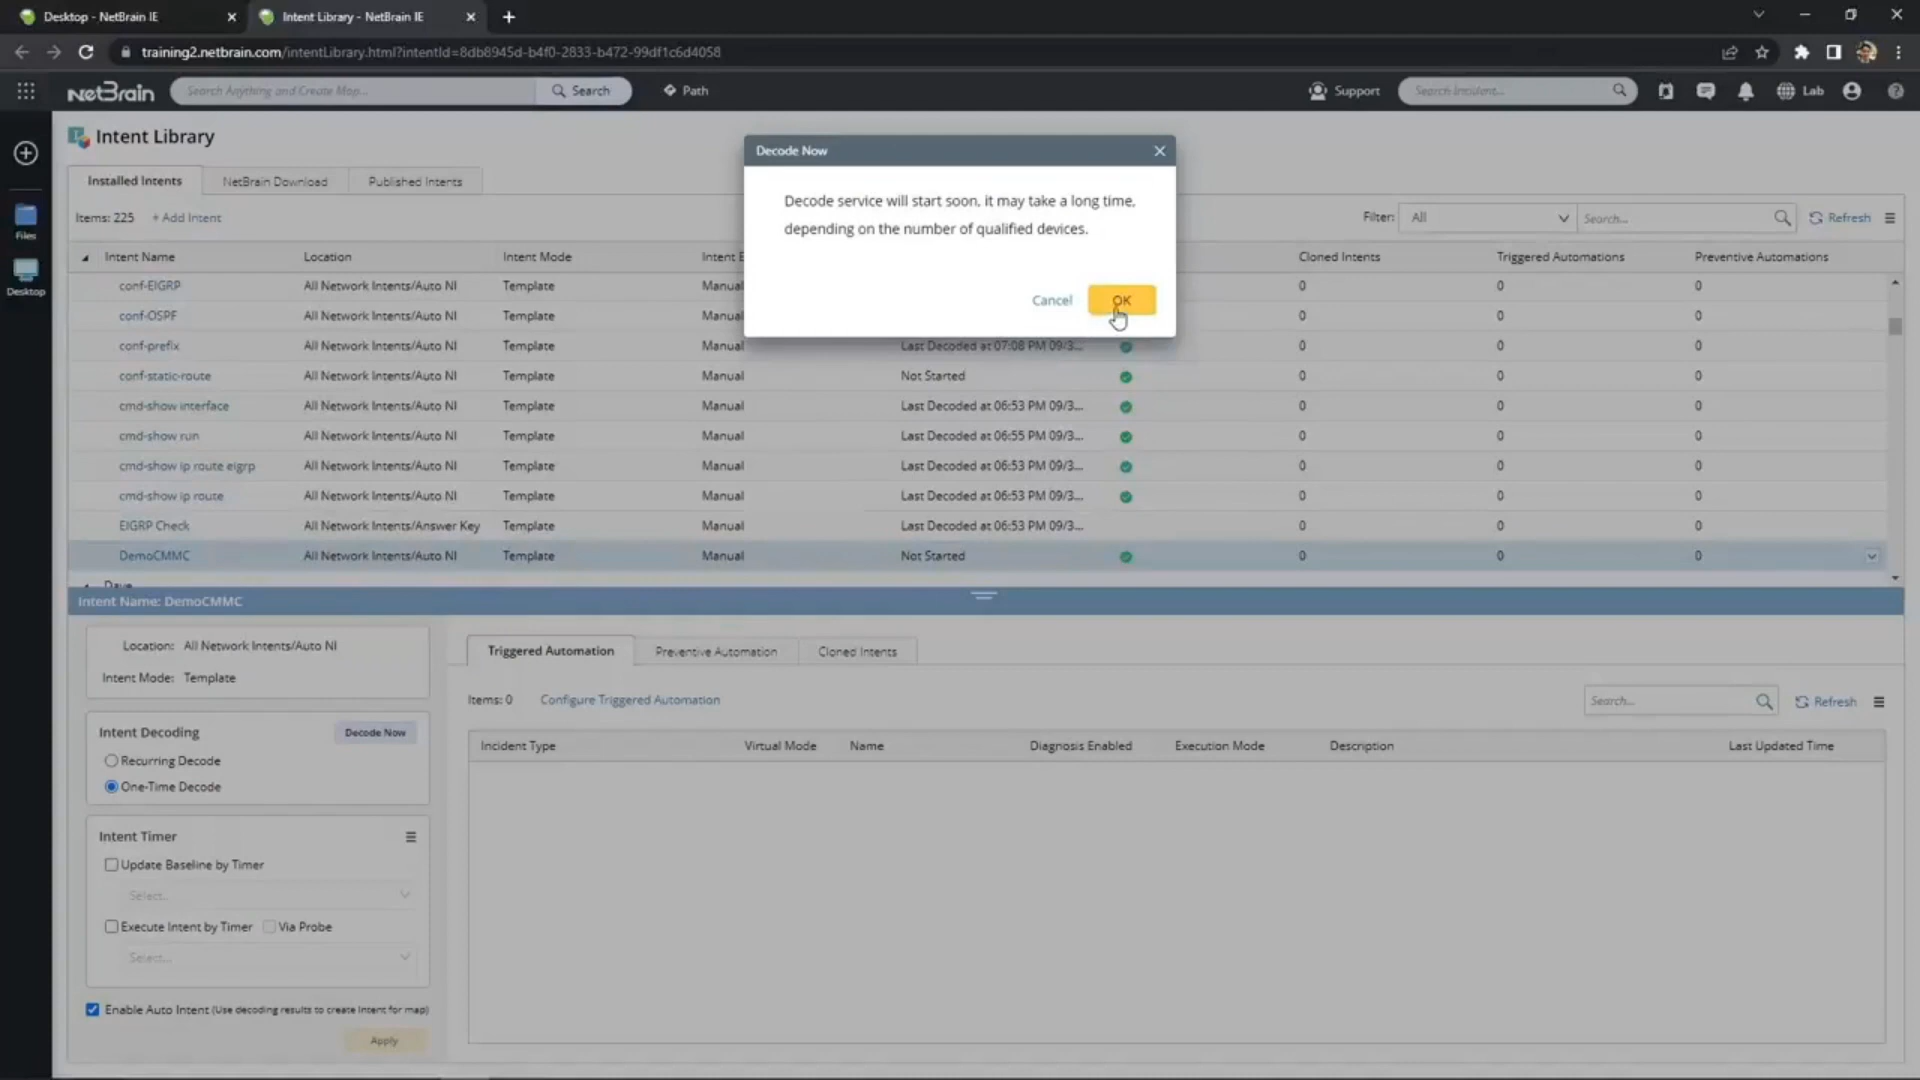 Desktop - NetBrain IE
Intent Library - NetBrain IE
training2.netbrain.com/intentLibrary.html?intentId=8db8945d-b4f0-2833-b472-99df1c6d4058
NetBrain
Search Anything and Create Map...
Search
Path
Support
Search Incident...
Lab
Files
Desktop
Intent Library
Installed Intents
NetBrain Download
Published Intents
Items: 225
+ Add Intent
Filter:
All
Search...
Refresh
Intent Name
Location
Intent Mode
Intent E
Cloned Intents
Triggered Automations
Preventive Automations
conf-EIGRP All Network Intents/Auto NI Template Manua 0 0 0
conf-OSPF All Network Intents/Auto NI Template Manua 0 0 0
conf-prefix All Network Intents/Auto NI Template Manual Last Decoded at 07:08 PM 09/3... 0 0 0
conf-static-route All Network Intents/Auto NI Template Manual Not Started 0 0 0
cmd-show interface All Network Intents/Auto NI Template Manual Last Decoded at 06:53 PM 09/3... 0 0 0
cmd-show run All Network Intents/Auto NI Template Manual Last Decoded at 06:55 PM 09/3... 0 0 0
cmd-show ip route eigrp All Network Intents/Auto NI Template Manual Last Decoded at 06:53 PM 09/3... 0 0 0
cmd-show ip route All Network Intents/Auto NI Template Manual Last Decoded at 06:53 PM 09/3... 0 0 0
EIGRP Check All Network Intents/Answer Key Template Manual Last Decoded at 06:53 PM 09/3... 0 0 0
DemoCMMC All Network Intents/Auto NI Template Manual Not Started 0 0 0
Dave
Decode Now
Decode service will start soon, it may take a long time,
depending on the number of qualified devices.
Cancel
OK
Intent Name: DemoCMMC
Location: All Network Intents/Auto NI
Intent Mode: Template
Intent Decoding
Decode Now
Recurring Decode
One-Time Decode
Intent Timer
Update Baseline by Timer
Select...
Execute Intent by Timer
Via Probe
Select...
Enable Auto Intent (Use decoding results to create intent for map)
Apply
Triggered Automation
Preventive Automation
Cloned Intents
Items: 0
Configure Triggered Automation
Search...
Refresh
Incident Type
Virtual Mode
Name
Diagnosis Enabled
Execution Mode
Description
Last Updated Time